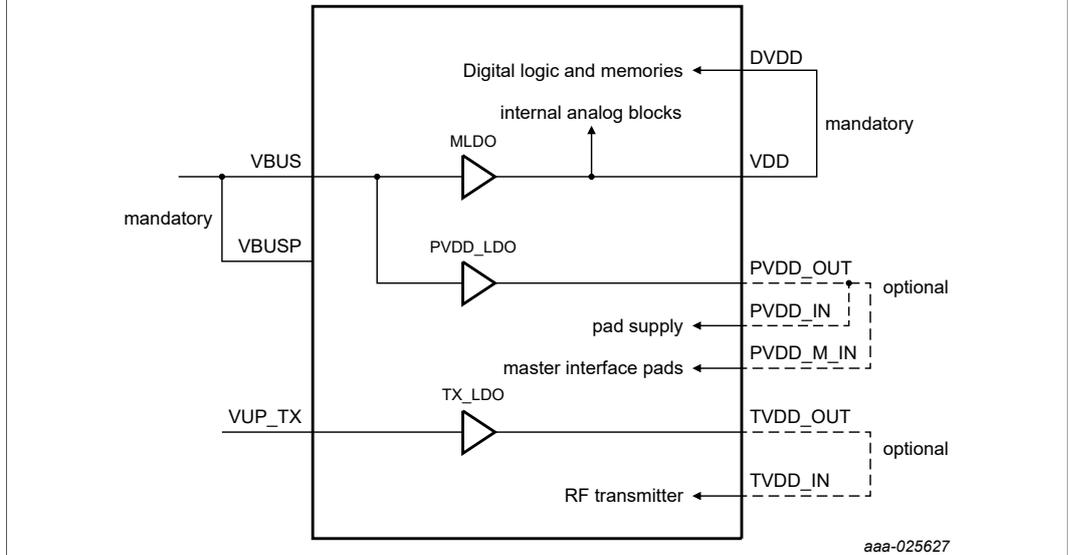 DVDD
Digital logic and memories
internal analog blocks
mandatory
MLDO
VBUS
VDD
mandatory
VBUSP
PVDD_LDO
PVDD_OUT
optional
PVDD_IN
pad supply
PVDD_M_IN
master interface pads
TX_LDO
VUP_TX
TVDD_OUT
optional
TVDD_IN
RF transmitter
aaa-025627